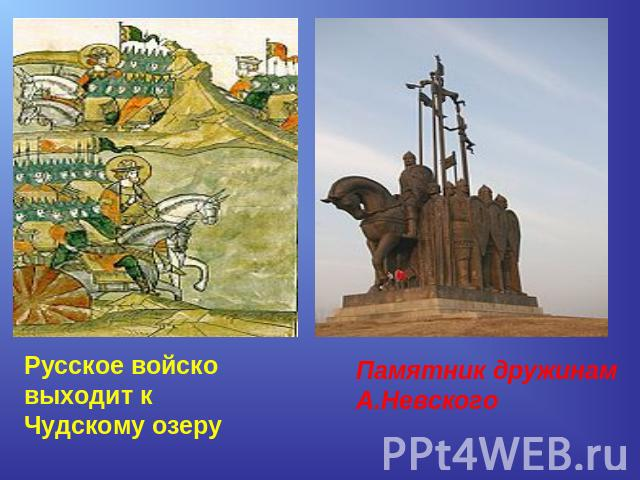 Русское войско
выходит к
Чудскому озеру
Памятник дружинам
А.Невского
PPt4WEB.ru